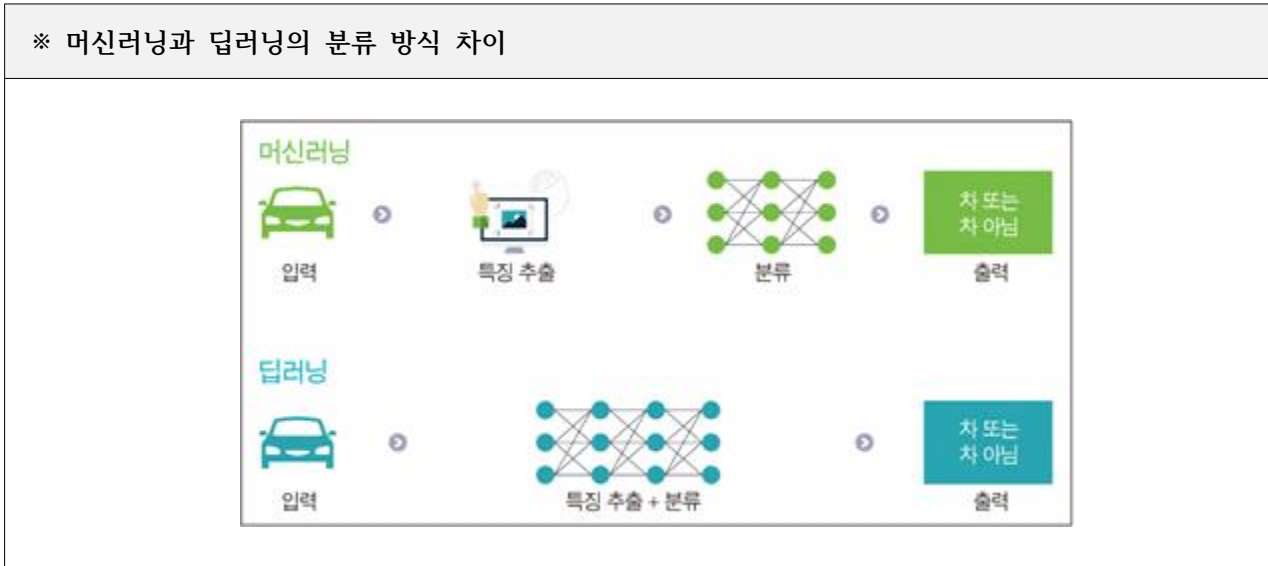 ※ 머신러닝과 딥러닝의 분류 방식 차이
머신러닝
차 또는
차 아님
입력
특징 추출
분류
출력
딥러닝
차 또는
차 아님
입력
특징 추출 + 분류
출력